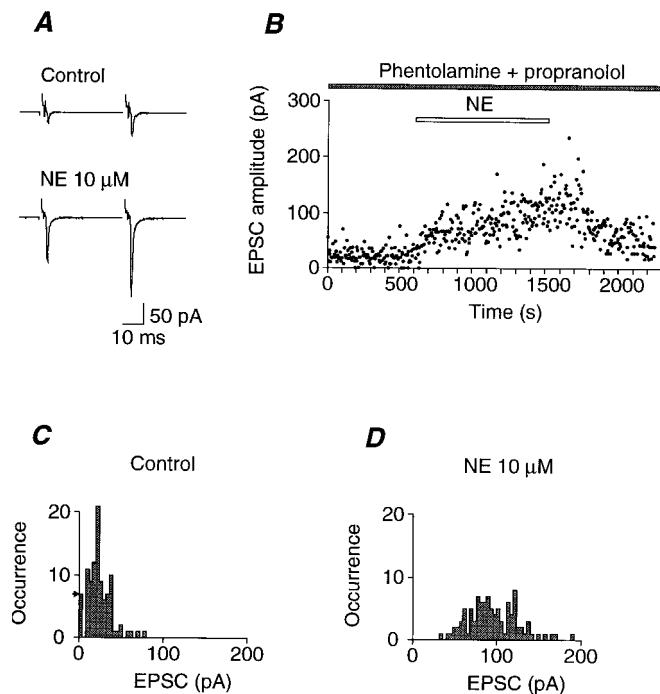 A
Control
NE 10 µM
50 pA
10 ms
B
Phentolamine + propranolol
NE
EPSC amplitude (pA)
300
200
100
0
0 500 1000 1500 2000
Time (s)
C
Control
Occurrence
20
10
0
0 100 200
EPSC (pA)
D
NE 10 µM
Occurrence
20
10
0
0 100 200
EPSC (pA)